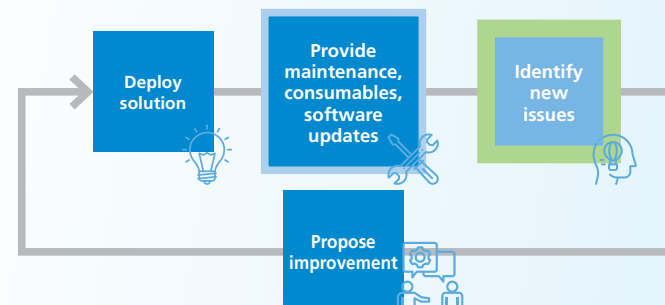 Deploy
solution
Provide
maintenance,
consumables,
software
updates
Identify
new
issues
Propose
improvement